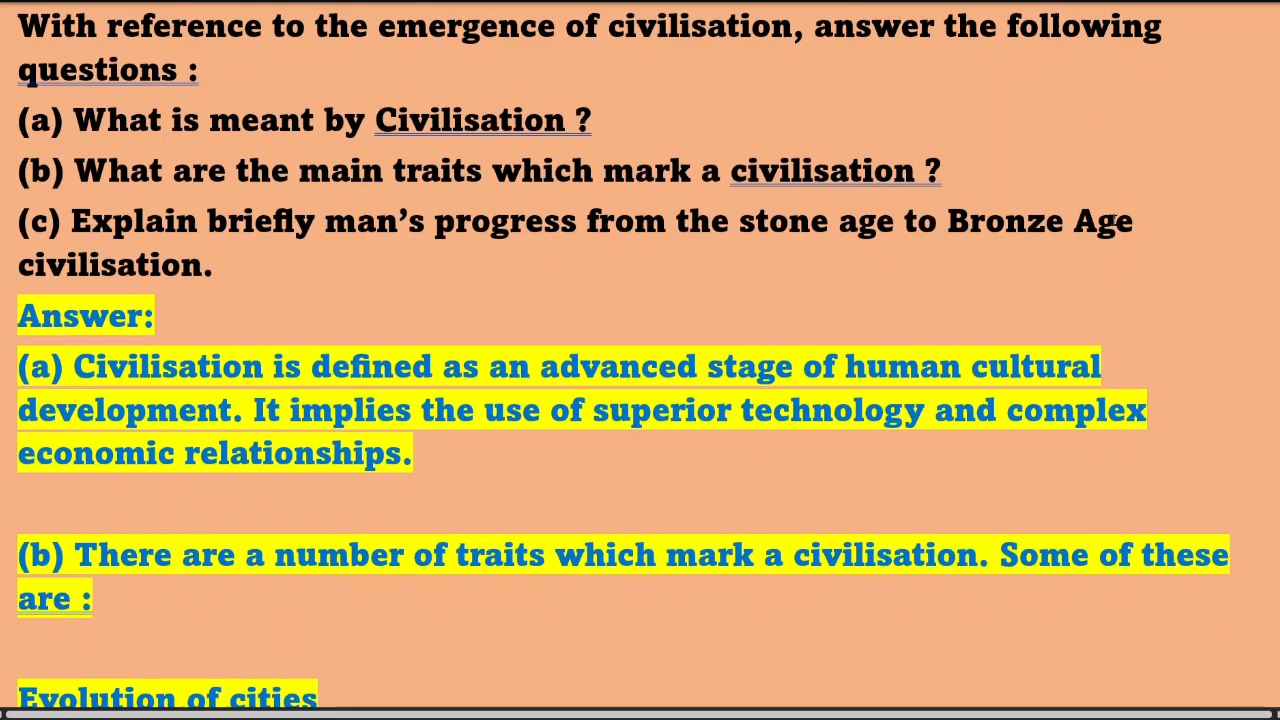 With reference to the emergence of civilisation, answer the following
questions :
(a) What is meant by Civilisation ?
(b) What are the main traits which mark a civilisation ?
(c) Explain briefly man’s progress from the stone age to Bronze Age
civilisation.
Answer:
(a) Civilisation is defined as an advanced stage of human cultural
development. It implies the use of superior technology and complex
economic relationships.
(b) There are a number of traits which mark a civilisation. Some of these
are :
Evolution of cities